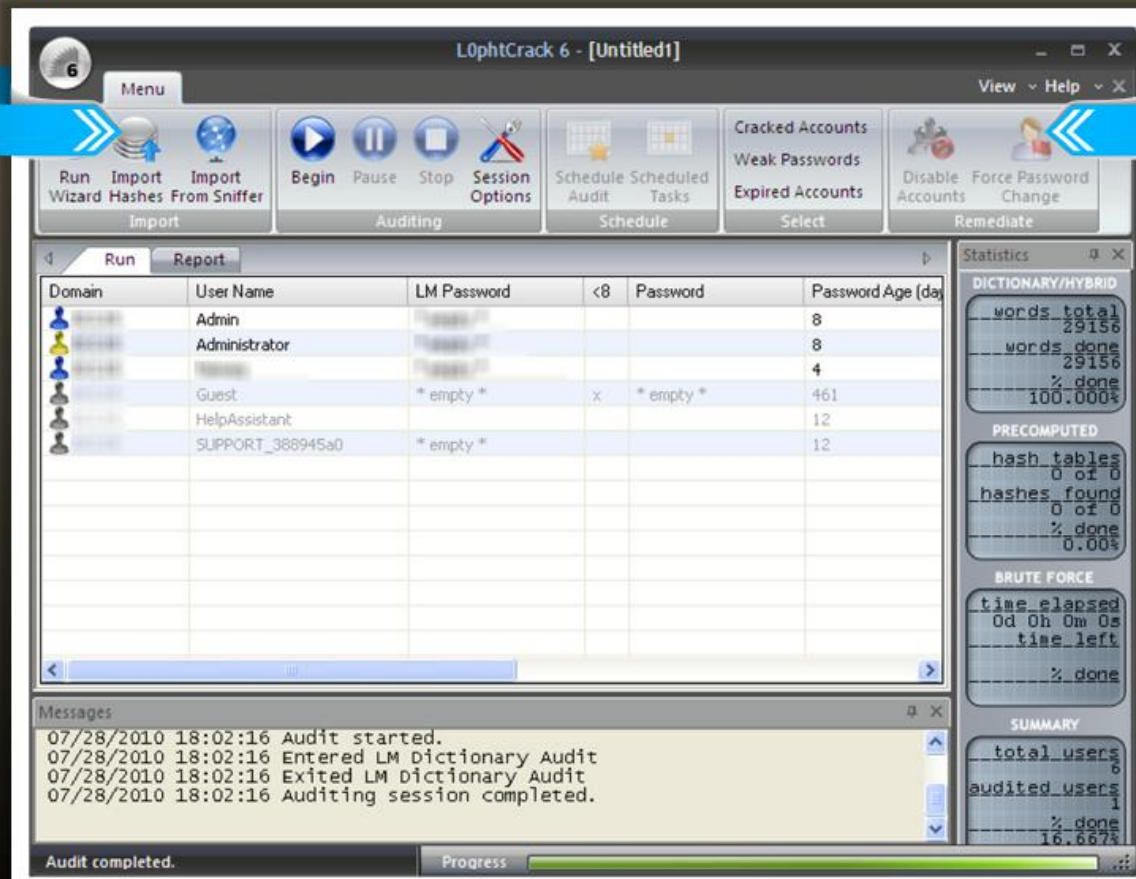 L0phtCrack 6 - [Untitled1]
6
Menu
View Help
Run Wizard
Import Hashes
Import From Sniffer
Begin
Pause
Stop
Session Options
Schedule Audit
Scheduled Tasks
Cracked Accounts
Weak Passwords
Expired Accounts
Disable Accounts
Force Password Change
Import
Auditing
Schedule
Select
Remediate
Run Report
Domain User Name LM Password <8 Password Password Age (day
Admin 8
Administrator 8
4
Guest * empty * x * empty * 461
HelpAssistant 12
SUPPORT_388945a0 * empty * 12
Statistics
DICTIONARY/HYBRID
words total
29156
words done
29156
% done
100.000%
PRECOMPUTED
hash tables
0 of 0
hashes found
0 of 0
% done
0.00%
BRUTE FORCE
time elapsed
0d 0h 0m 0s
time left
% done
SUMMARY
total users
6
audited users
1
% done
16.667%
Messages
07/28/2010 18:02:16 Audit started.
07/28/2010 18:02:16 Entered LM Dictionary Audit
07/28/2010 18:02:16 Exited LM Dictionary Audit
07/28/2010 18:02:16 Auditing session completed.
Audit completed.
Progress